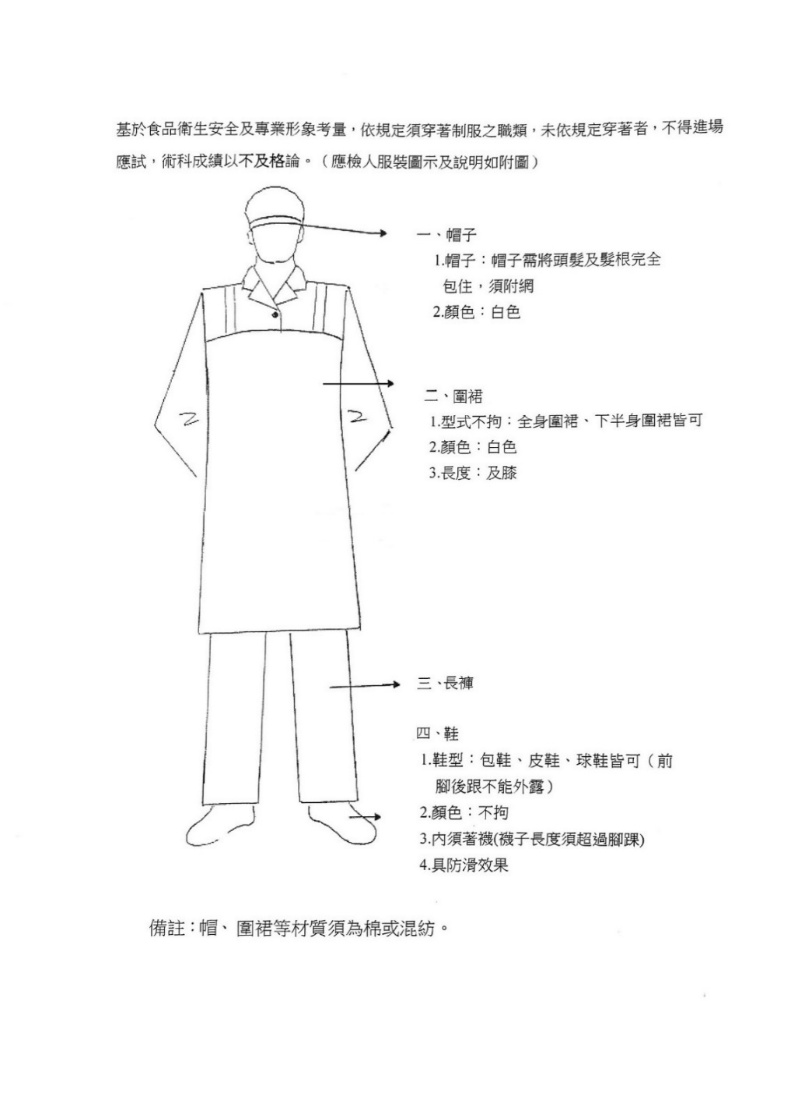 基於食品衛生安全及專業形象考量，依規定須穿著制服之職類，未依規定穿著者，不得進場
應試，術科成績以不及格論。（應檢人服裝圖示及說明如附圖）
一、帽子
1.帽子：帽子需將頭髮及髮根完全
包住，須附網
2.顏色：白色
二、圍裙
1.型式不拘：全身圍裙、下半身圍裙皆可
2.顏色：白色
3.長度：及膝
三、長褲
四、鞋
1.鞋型：包鞋、皮鞋、球鞋皆可（前
腳後跟不能外露）
2.顏色：不拘
3.內須著襪(襪子長度須超過腳踝)
4.具防滑效果
備註：帽、圍裙等材質須為棉或混紡。